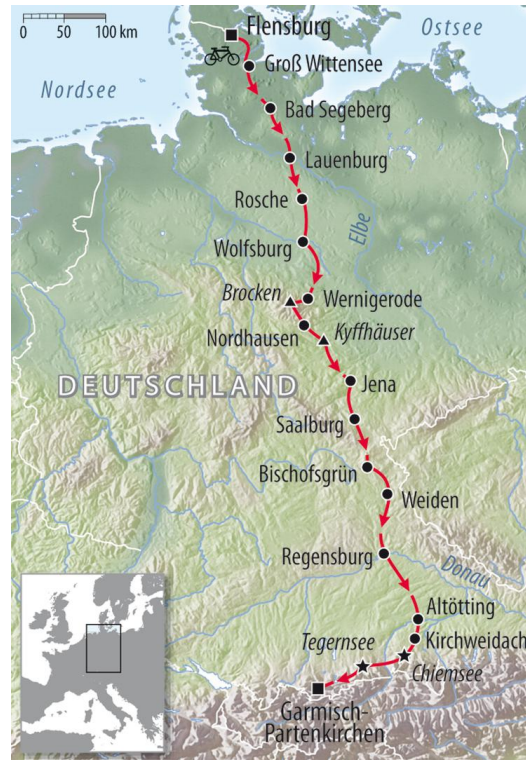 0 50 100 km
Flensburg
Ostsee
Groß Wittensee
Nordsee
Bad Segeberg
Lauenburg
Rosche
Elbe
Wolfsburg
Brocken
Wernigerode
Nordhausen
Kyffhäuser
DEUTSCHLAND
Jena
Saalburg
Bischofsgrün
Weiden
Regensburg
Donau
Altötting
Tegernsee
Kirchweidach
Chiemsee
Garmisch-
Partenkirchen